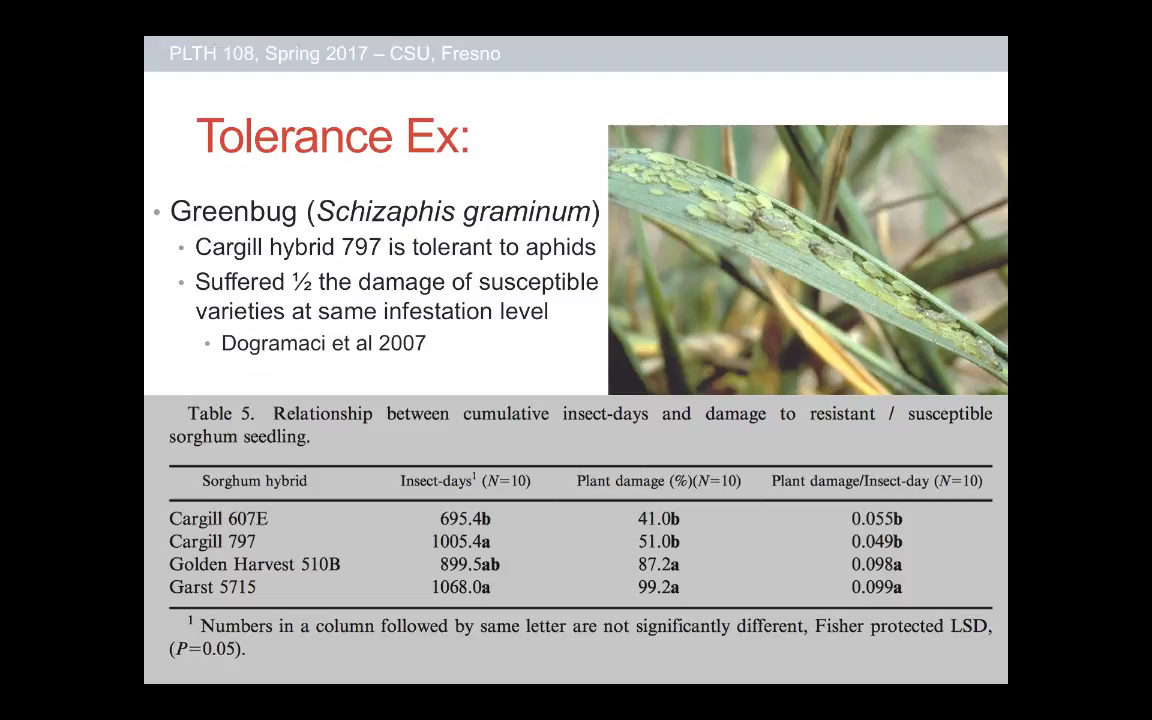 PLTH 108, Spring 2017 – CSU, Fresno
Tolerance Ex:
• Greenbug (Schizaphis graminum)
• Cargill hybrid 797 is tolerant to aphids
• Suffered ½ the damage of susceptible
varieties at same infestation level
• Dogramaci et al 2007
Table 5. Relationship between cumulative insect-days and damage to resistant / susceptible
sorghum seedling.
Sorghum hybrid Insect-days¹ (N=10) Plant damage (%)(N=10) Plant damage/Insect-day (N=10)
Cargill 607E 695.4b 41.0b 0.055b
Cargill 797 1005.4a 51.0b 0.049b
Golden Harvest 510B 899.5ab 87.2a 0.098a
Garst 5715 1068.0a 99.2a 0.099a
¹ Numbers in a column followed by same letter are not significantly different, Fisher protected LSD,
(P=0.05).